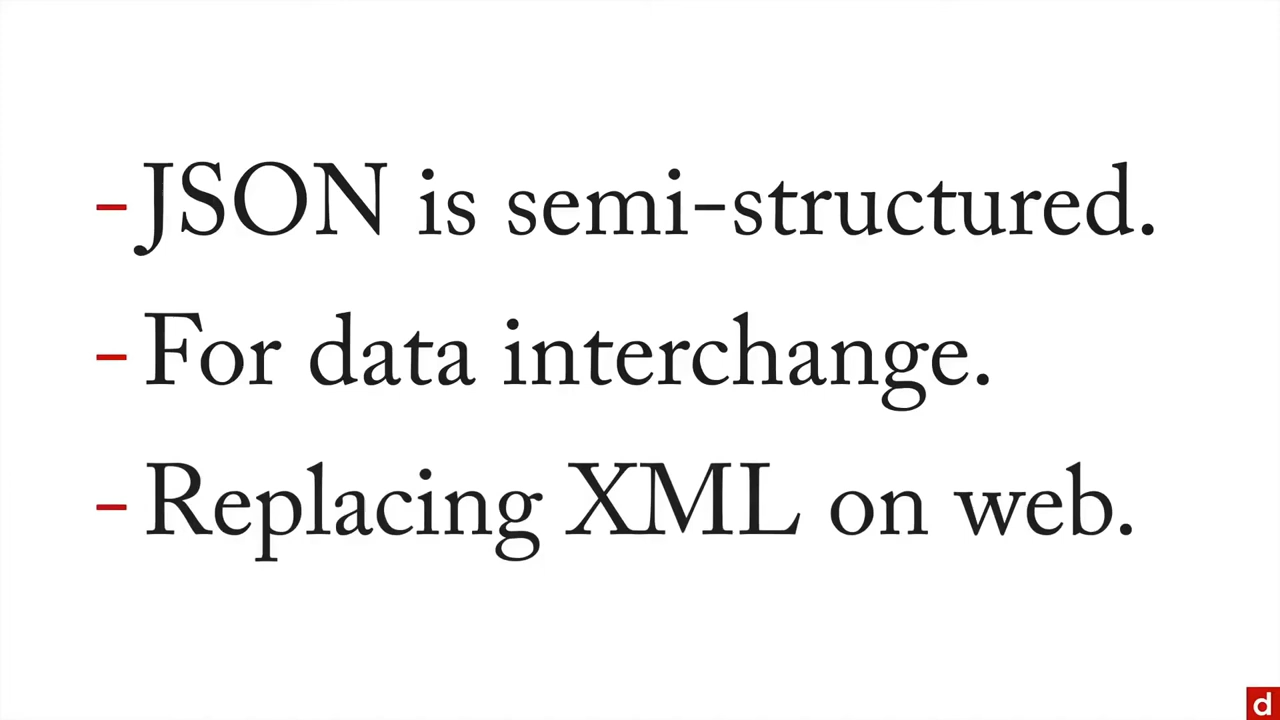 - JSON is semi-structured.
- For data interchange.
- Replacing XML on web.
d